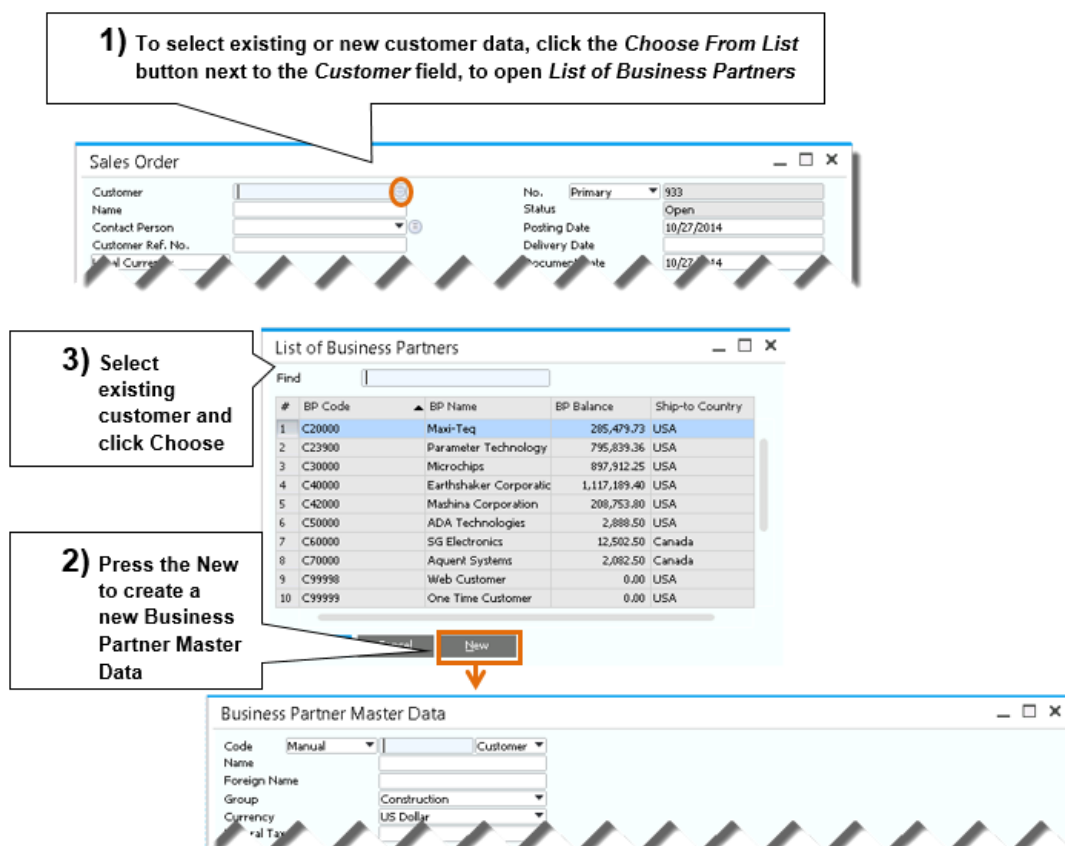 1) To select existing or new customer data, click the Choose From List
button next to the Customer field, to open List of Business Partners
Sales Order
Customer
Name
Contact Person
Customer Ref. No.
No. Primary 933
Status Open
Posting Date 10/27/2014
Delivery Date
10/27
3) Select
existing
customer and
click Choose
List of Business Partners
Find
# BP Code BP Name BP Balance Ship-to Country
1 C20000 Maxi-Teq 285,479.73 USA
2 C23900 Parameter Technology 795,839.36 USA
3 C30000 Microchips 897,912.25 USA
4 C40000 Earthshaker Corporatic 1,117,189.40 USA
5 C42000 Mashina Corporation 208,753.80 USA
6 C50000 ADA Technologies 2,888.50 USA
7 C60000 SG Electronics 12,502.50 Canada
8 C70000 Aquent Systems 2,082.50 Canada
9 C99998 Web Customer 0.00 USA
10 C99999 One Time Customer 0.00 USA
New
2) Press the New
to create a
new Business
Partner Master
Data
Business Partner Master Data
Code Manual Customer
Name
Foreign Name
Group Construction
Currency US Dollar